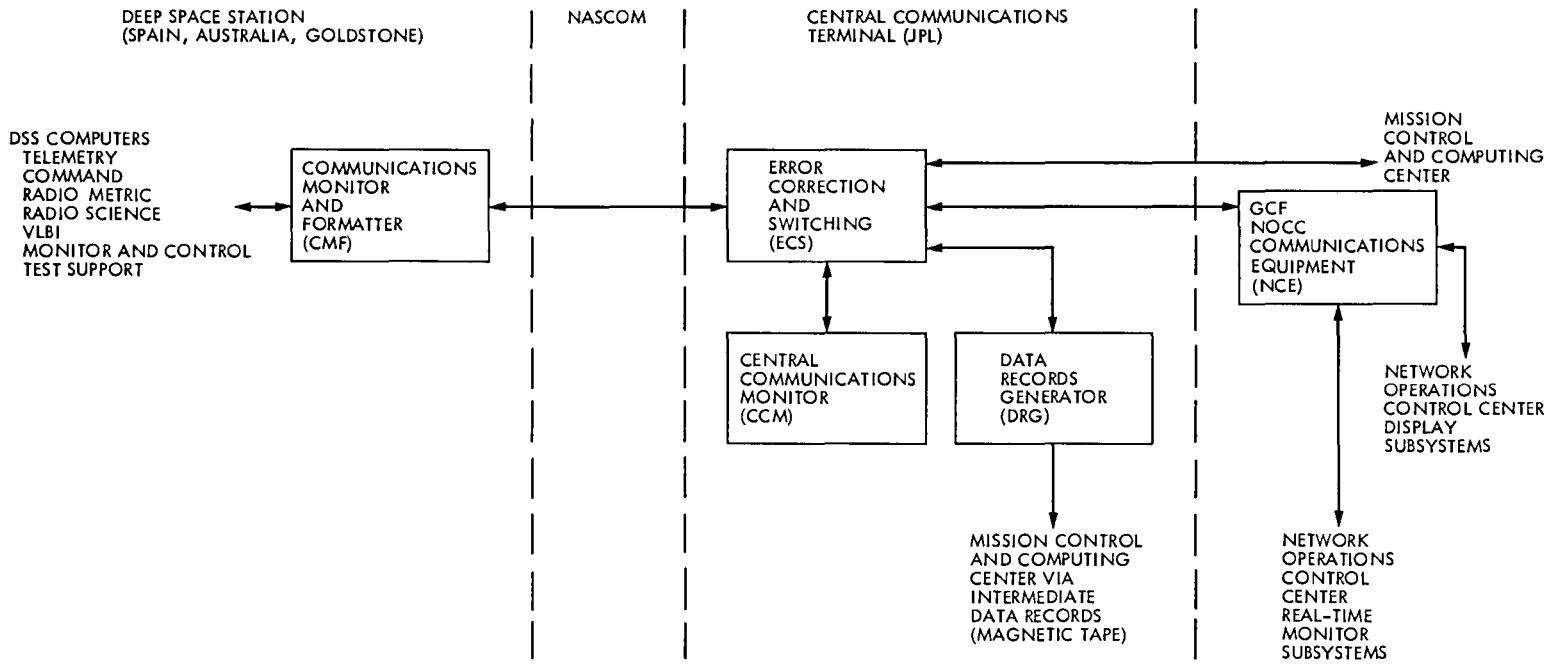 DEEP SPACE STATION
(SPAIN, AUSTRALIA, GOLDSTONE)
NASCOM
CENTRAL COMMUNICATIONS
TERMINAL (JPL)
DSS COMPUTERS
TELEMETRY
COMMAND
RADIO METRIC
RADIO SCIENCE
VLBI
MONITOR AND CONTROL
TEST SUPPORT
COMMUNICATIONS
MONITOR
AND
FORMATTER
(CMF)
ERROR
CORRECTION
AND
SWITCHING
(ECS)
MISSION
CONTROL
AND COMPUTING
CENTER
GCF
NOCC
COMMUNICATIONS
EQUIPMENT
(NCE)
CENTRAL
COMMUNICATIONS
MONITOR
(CCM)
DATA
RECORDS
GENERATOR
(DRG)
NETWORK
OPERATIONS
CONTROL CENTER
DISPLAY
SUBSYSTEMS
MISSION CONTROL
AND COMPUTING
CENTER VIA
INTERMEDIATE
DATA RECORDS
(MAGNETIC TAPE)
NETWORK
OPERATIONS
CONTROL
CENTER
REAL-TIME
MONITOR
SUBSYSTEMS